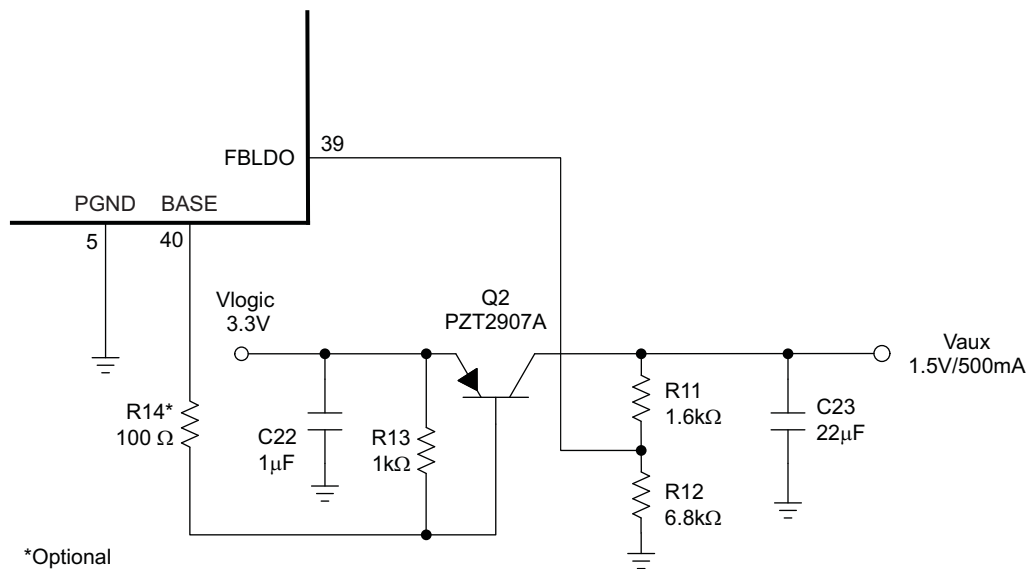 FBLDO
39
PGND
BASE
5
40
Vlogic
3.3V
Q2
PZT2907A
Vaux
1.5V/500mA
R14*
100 Ω
C22
1μF
R13
1kΩ
R11
1.6kΩ
C23
22μF
R12
6.8kΩ
*Optional